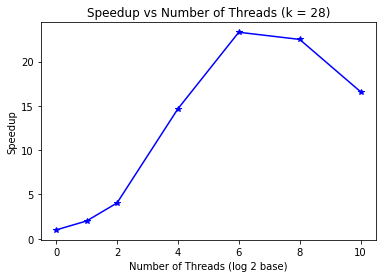 Speedup vs Number of Threads (k = 28)
Speedup
20
15
10
5
0
0 2 4 6 8 10
Number of Threads (log 2 base)